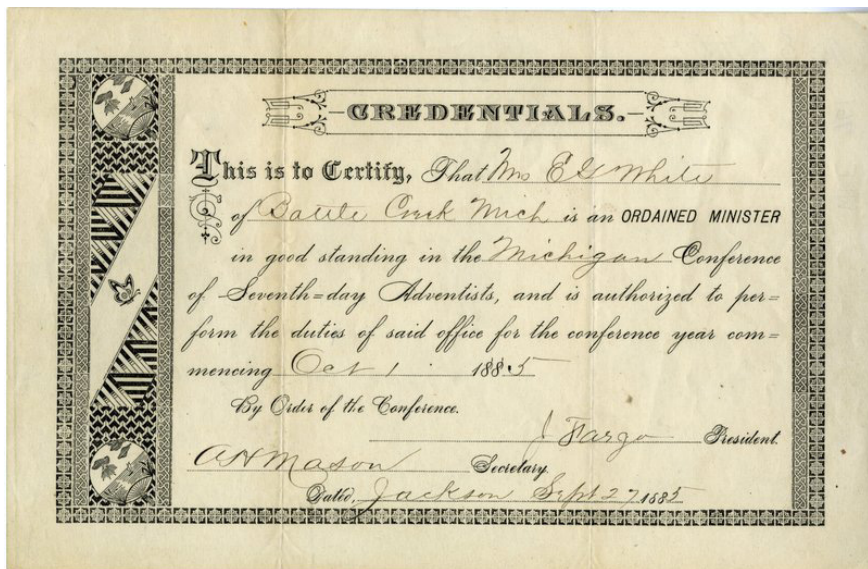 CREDENTIALS.
This is to Certify, That Mrs E G White
of Battle Creek Mich is an ORDAINED MINISTER
in good standing in the Michigan Conference
of Seventh=day Adventists, and is authorized to per=
form the duties of said office for the conference year com=
mencing Oct 1 1885
By Order of the Conference.
J Fargo President.
A H Mason Secretary.
Dated, Jackson Sept 27 1885